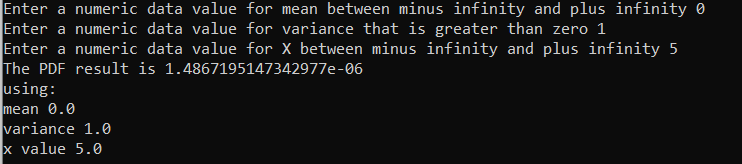 Enter a numeric data value for mean between minus infinity and plus infinity 0
Enter a numeric data value for variance that is greater than zero 1
Enter a numeric data value for X between minus infinity and plus infinity 5
The PDF result is 1.4867195147342977e-06
using:
mean 0.0
variance 1.0
x value 5.0